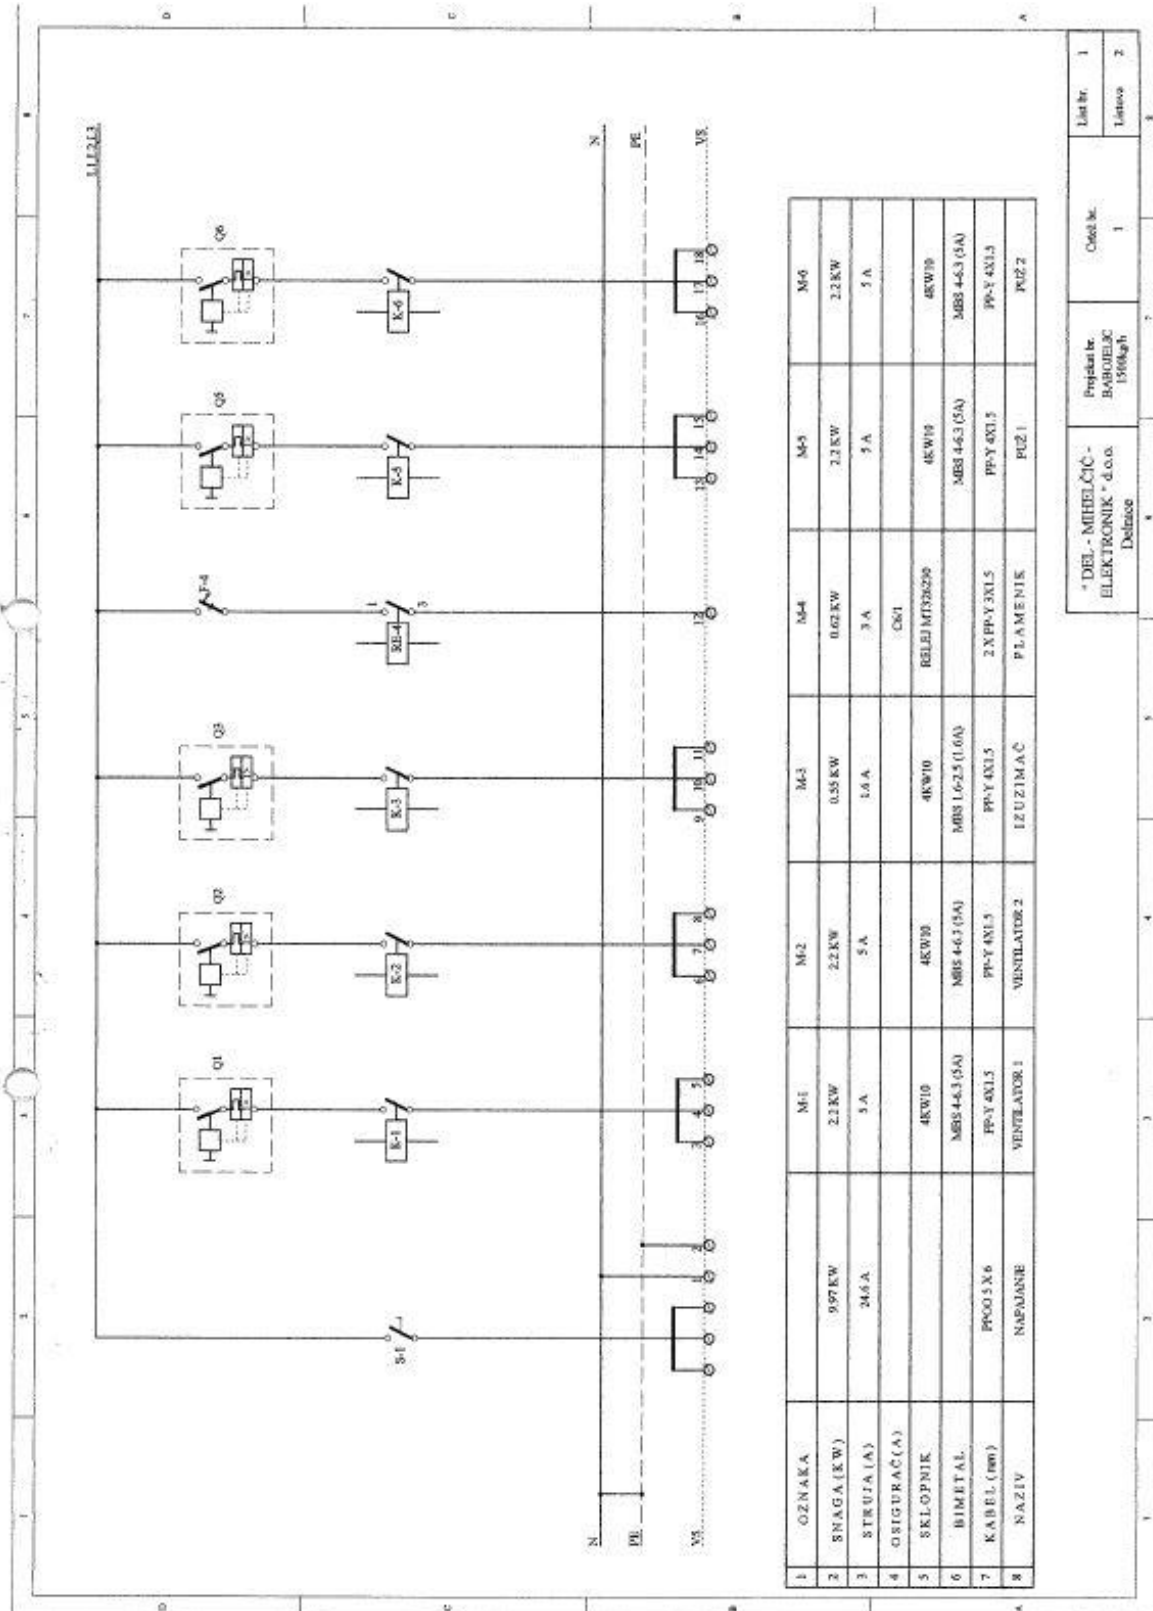 L1,L2,L3
Q1
Q2
Q3
F-4
Q5
Q6
S-1
K-1
K-2
K-3
RE-4
1
3
K-5
K-6
N
N
PE
PE
VS
VS
1
2
3
4
5
6
7
8
9
10
11
12
13
14
15
16
17
18
1 OZNAKA M-1 M-2 M-3 M-4 M-5 M-6
2 SNAGA (KW) 9.97 KW 2.2 KW 2.2 KW 0.55 KW 0.62 KW 2.2 KW 2.2 KW
3 STRUJA (A) 24.6 A 5 A 5 A 1.6 A 3 A 5 A 5 A
4 OSIGURAČ (A) C6/1
5 SKLOPNIK 4KW10 4KW10 4KW10 RELEJ MT326230 4KW10 4KW10
6 BIMETAL MBS 4-6.3 (5A) MBS 4-6.3 (5A) MBS 1.6-2.5 (1.6A) MBS 4-6.3 (5A) MBS 4-6.3 (5A)
7 KABEL (mm) PPOO 5 X 6 PP-Y 4X1.5 PP-Y 4X1.5 PP-Y 4X1.5 2 X PP-Y 3X1.5 PP-Y 4X1.5 PP-Y 4X1.5
8 NAZIV NAPAJANJE VENTILATOR 1 VENTILATOR 2 IZUZIMAČ PLAMENIK PUŽ 1 PUŽ 2
" DEL - MIHELČIČ -
ELEKTRONIK " d.o.o.
Delnice
Projekat br.
BABOJELIC
1500kg/h
Crtež br.
1
List br. 1
Listova 2